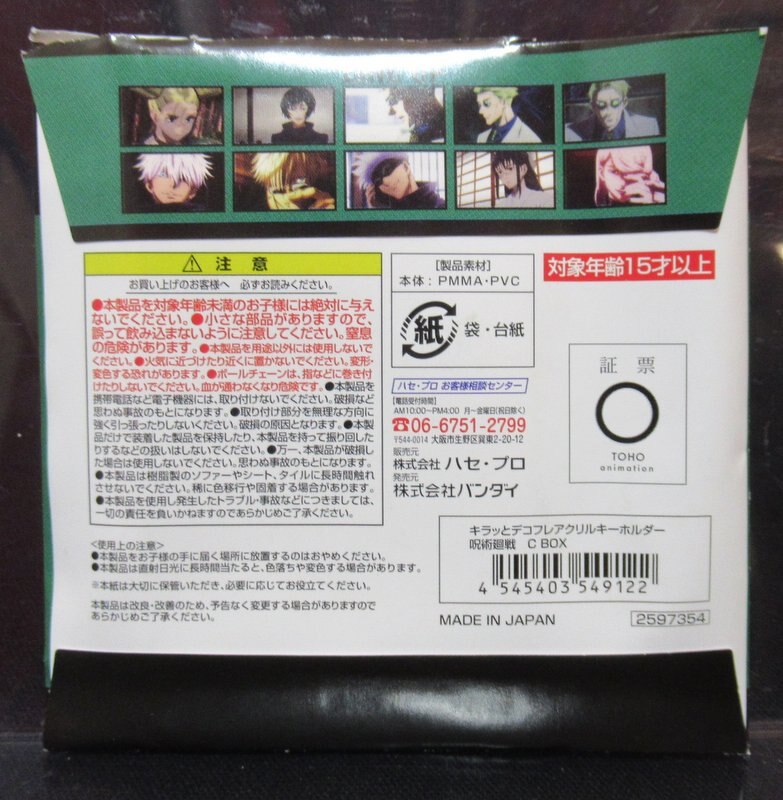 ⚠ 注意
お買い上げのお客様へ 必ずお読みください。
●本製品を対象年齢未満のお子様には絶対に与え
ないでください。●小さな部品がありますので、
誤って飲み込まないように注意してください。窒息
の危険があります。●本製品を用途以外には使用しないで
ください。●火気に近づけたり近くに置かないでください。変形・
変色する恐れがあります。●ボールチェーンは、指などに巻き付
けたりしないでください。血が通わなくなり危険です。●本製品を
携帯電話など電子機器には、取り付けないでください。破損など
思わぬ事故のもとになります。●取り付け部分を無理な方向に
強く引っ張ったりしないください。破損の原因となります。●本製
品だけで装着した製品を保持したり、本製品を持って振り回した
りするなどの扱いはしないでください。●万一、本製品が破損し
た場合は使用しないでください。思わぬ事故のもとになります。
●本製品は樹脂製のソファーやシート、タイルに長時間接触
させないでください。稀に色移行や固着する場合があります。
●本製品を使用し発生したトラブル・事故などにつきましては、
一切の責任を負いかねますのであらかじめご了承ください。
<使用上の注意>
●本製品をお子様の手に届く場所に放置するのはおやめください。
●本製品は直射日光に長時間当たると、色落ちや変色する場合があります。
※本紙は大切に保管いただき、必要に応じてお役立てください。
本製品は改良・改善のため、予告なく変更する場合がありますので
あらかじめご了承ください。
[製品素材]
本体:PMMA・PVC
紙 袋・台紙
対象年齢15才以上
ハセ・プロ お客様相談センター
[電話受付時間]
AM10:00~PM4:00 月~金曜日(祝日除く)
☎06-6751-2799
〒544-0014 大阪市生野区巽東2-20-12
販売元
株式会社 ハセ・プロ
発売元
株式会社バンダイ
証票
TOHO
animation
キラッとデコフレアクリルキーホルダー
呪術廻戦 C BOX
4 545403 549122
MADE IN JAPAN
2597354